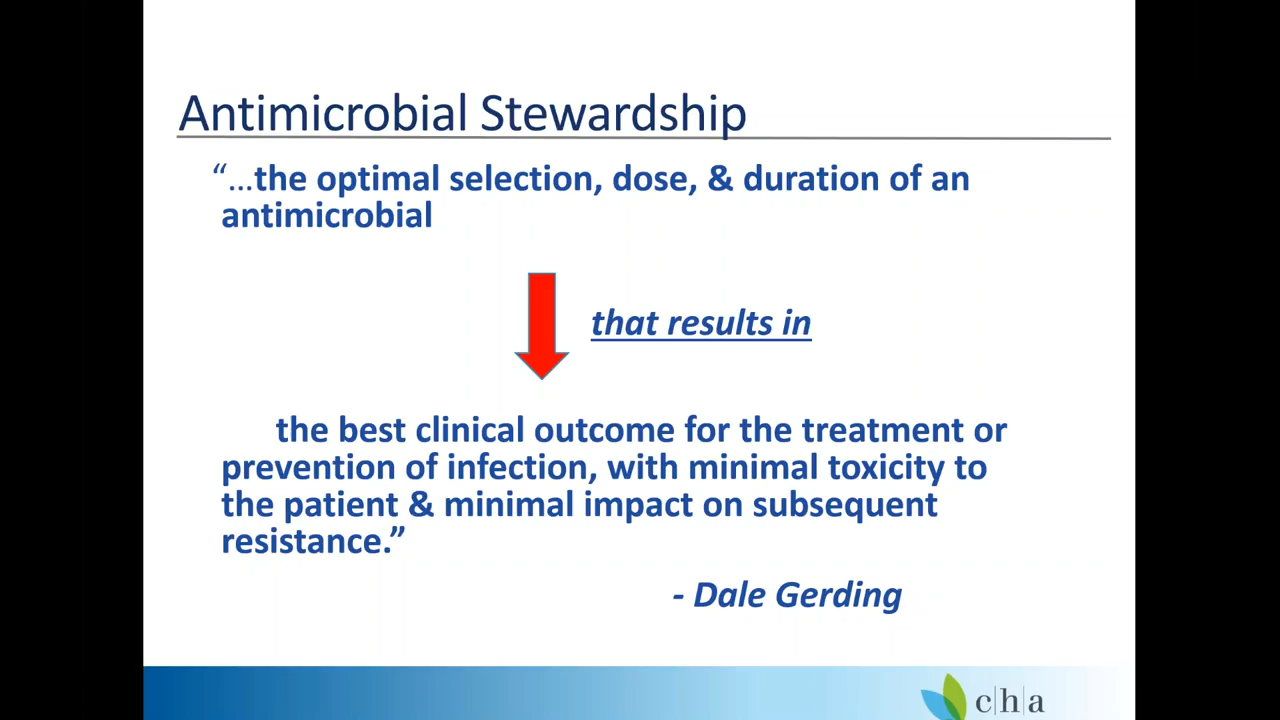 Antimicrobial Stewardship
“…the optimal selection, dose, & duration of an
antimicrobial
that results in
the best clinical outcome for the treatment or
prevention of infection, with minimal toxicity to
the patient & minimal impact on subsequent
resistance.”
- Dale Gerding
c|h|a